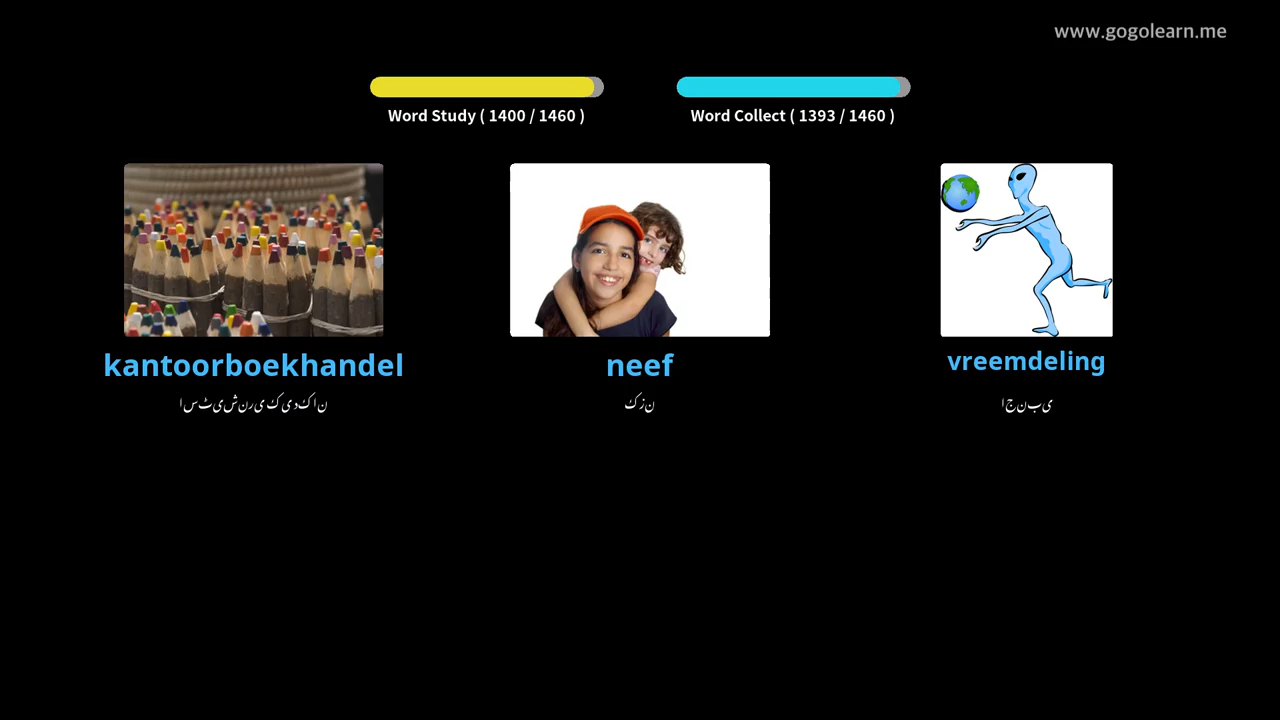 www.gogolearn.me
Word Study ( 1400 / 1460 )
Word Collect ( 1393 / 1460 )
kantoorboekhandel
اسٹیشنری کی دکان
neef
کزن
vreemdeling
اجنبی